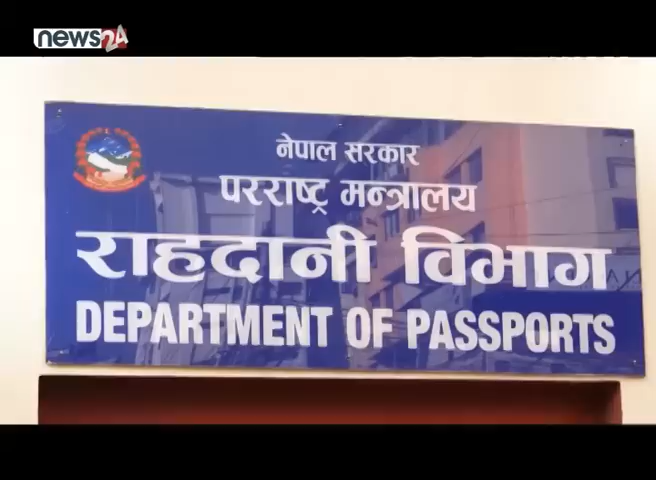 news24
नेपाल सरकार
परराष्ट्र मन्त्रालय
राहदानी विभाग
DEPARTMENT OF PASSPORTS